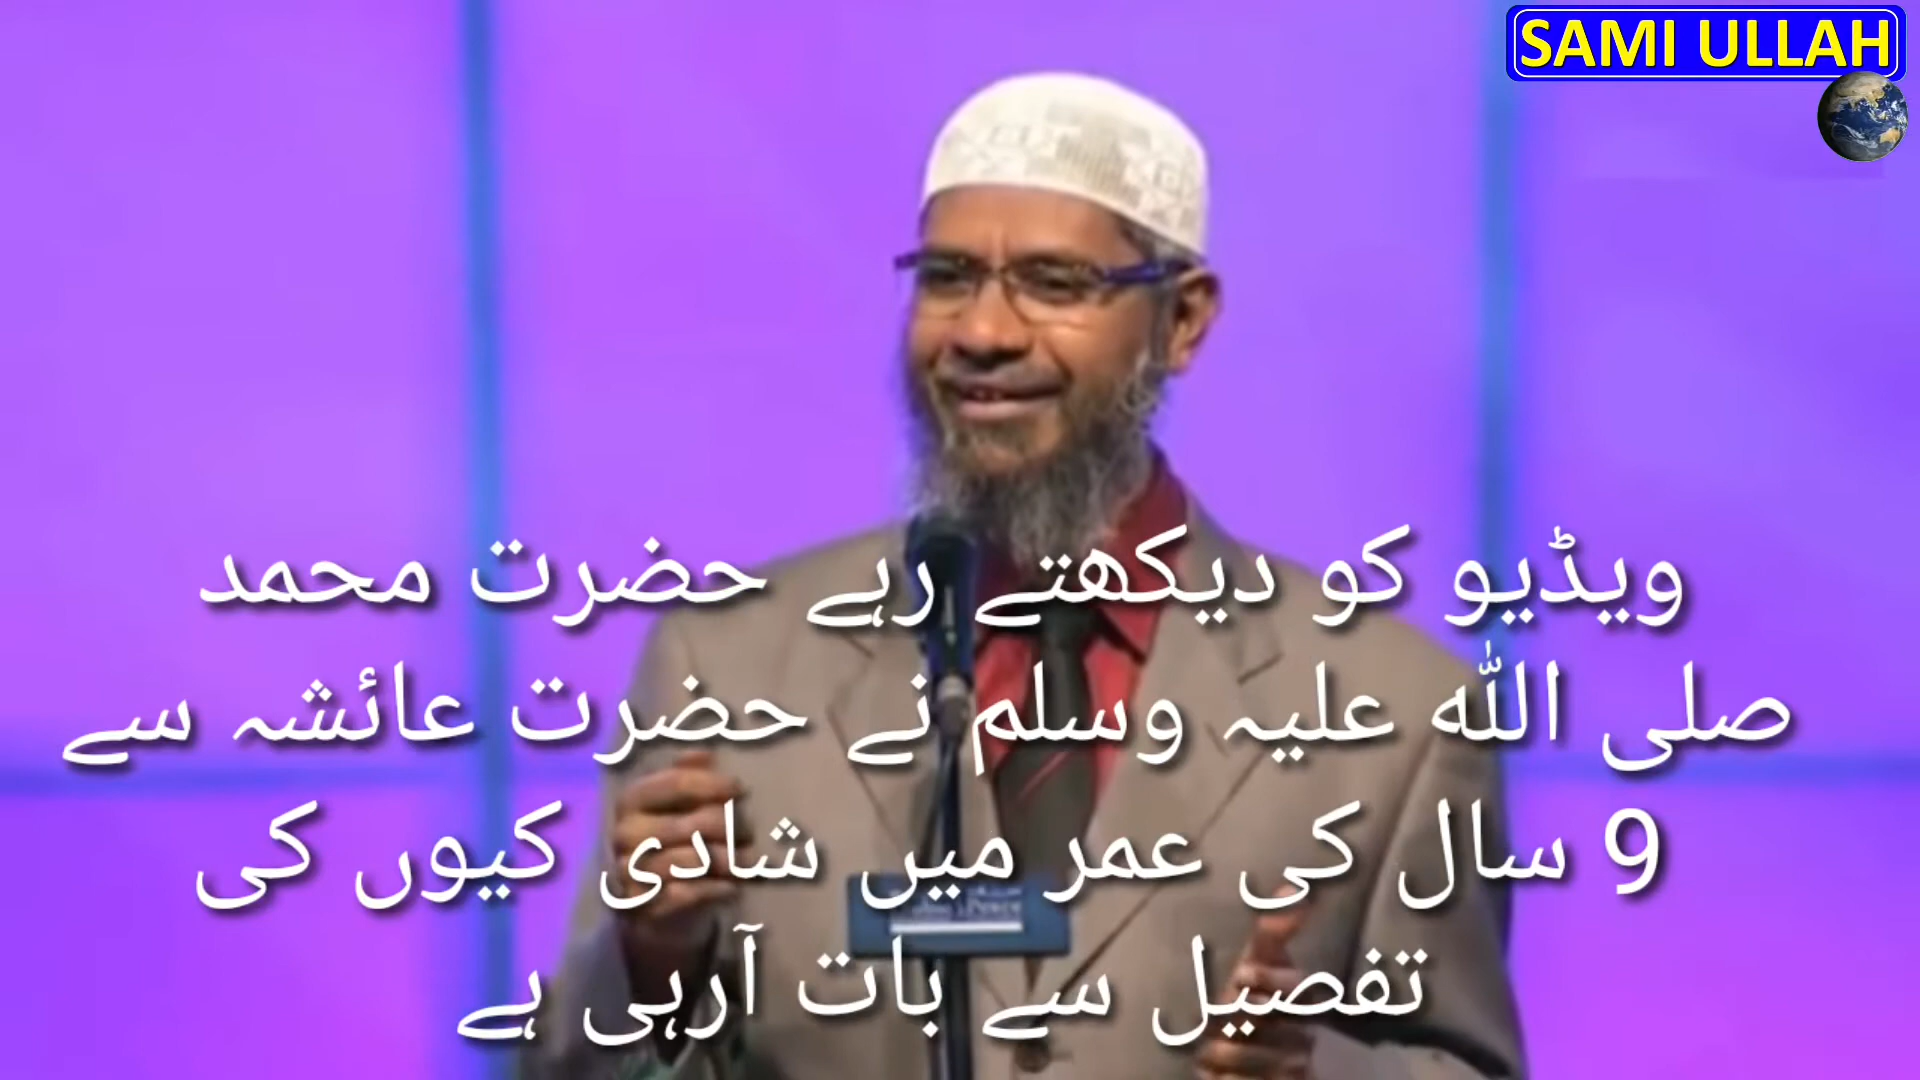 SAMI ULLAH
ویڈیو کو دیکھتے رہے حضرت محمد
صلی اللہ علیہ وسلم نے حضرت عائشہ سے
9 سال کی عمر میں شادی کیوں کی
تفصیل سے بات آرہی ہے